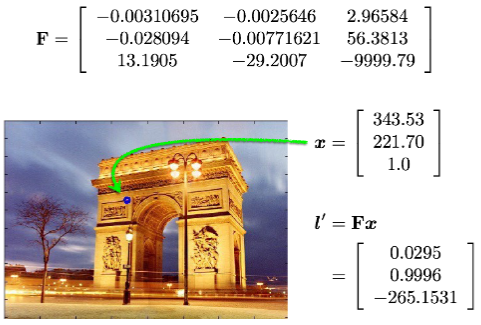 F = [ −0.00310695 −0.0025646 2.96584
−0.028094 −0.00771621 56.3813
13.1905 −29.2007 −9999.79 ]
x = [ 343.53
221.70
1.0 ]
l′ = Fx
= [ 0.0295
0.9996
−265.1531 ]